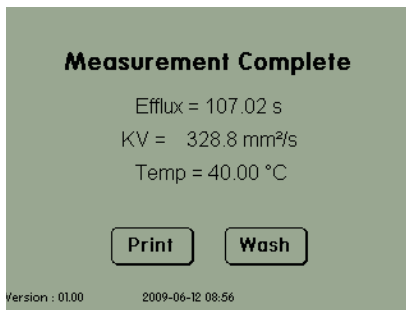 Measurement Complete
Efflux = 107.02 s
KV = 328.8 mm²/s
Temp = 40.00 °C
Print Wash
Version : 01.00 2009-06-12 08:56